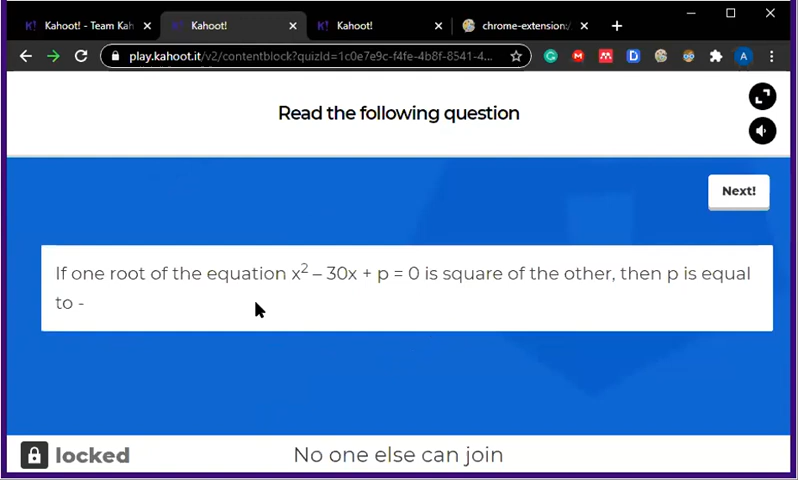 Kahoot! - Team Kah
Kahoot!
Kahoot!
chrome-extension:/
play.kahoot.it/v2/contentblock?quizId=1c0e7e9c-f4fe-4b8f-8541-4...
A
Read the following question
Next!
If one root of the equation x² – 30x + p = 0 is square of the other, then p is equal
to -
locked
No one else can join